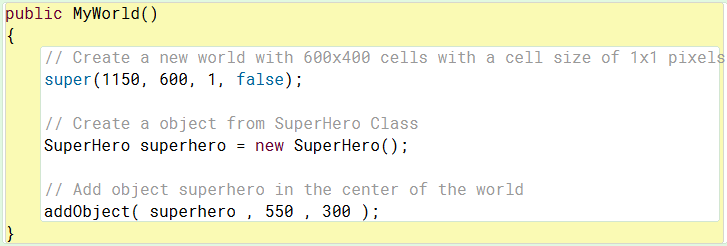 public MyWorld()
{
// Create a new world with 600x400 cells with a cell size of 1x1 pixels
super(1150, 600, 1, false);
// Create a object from SuperHero Class
SuperHero superhero = new SuperHero();
// Add object superhero in the center of the world
addObject( superhero , 550 , 300 );
}